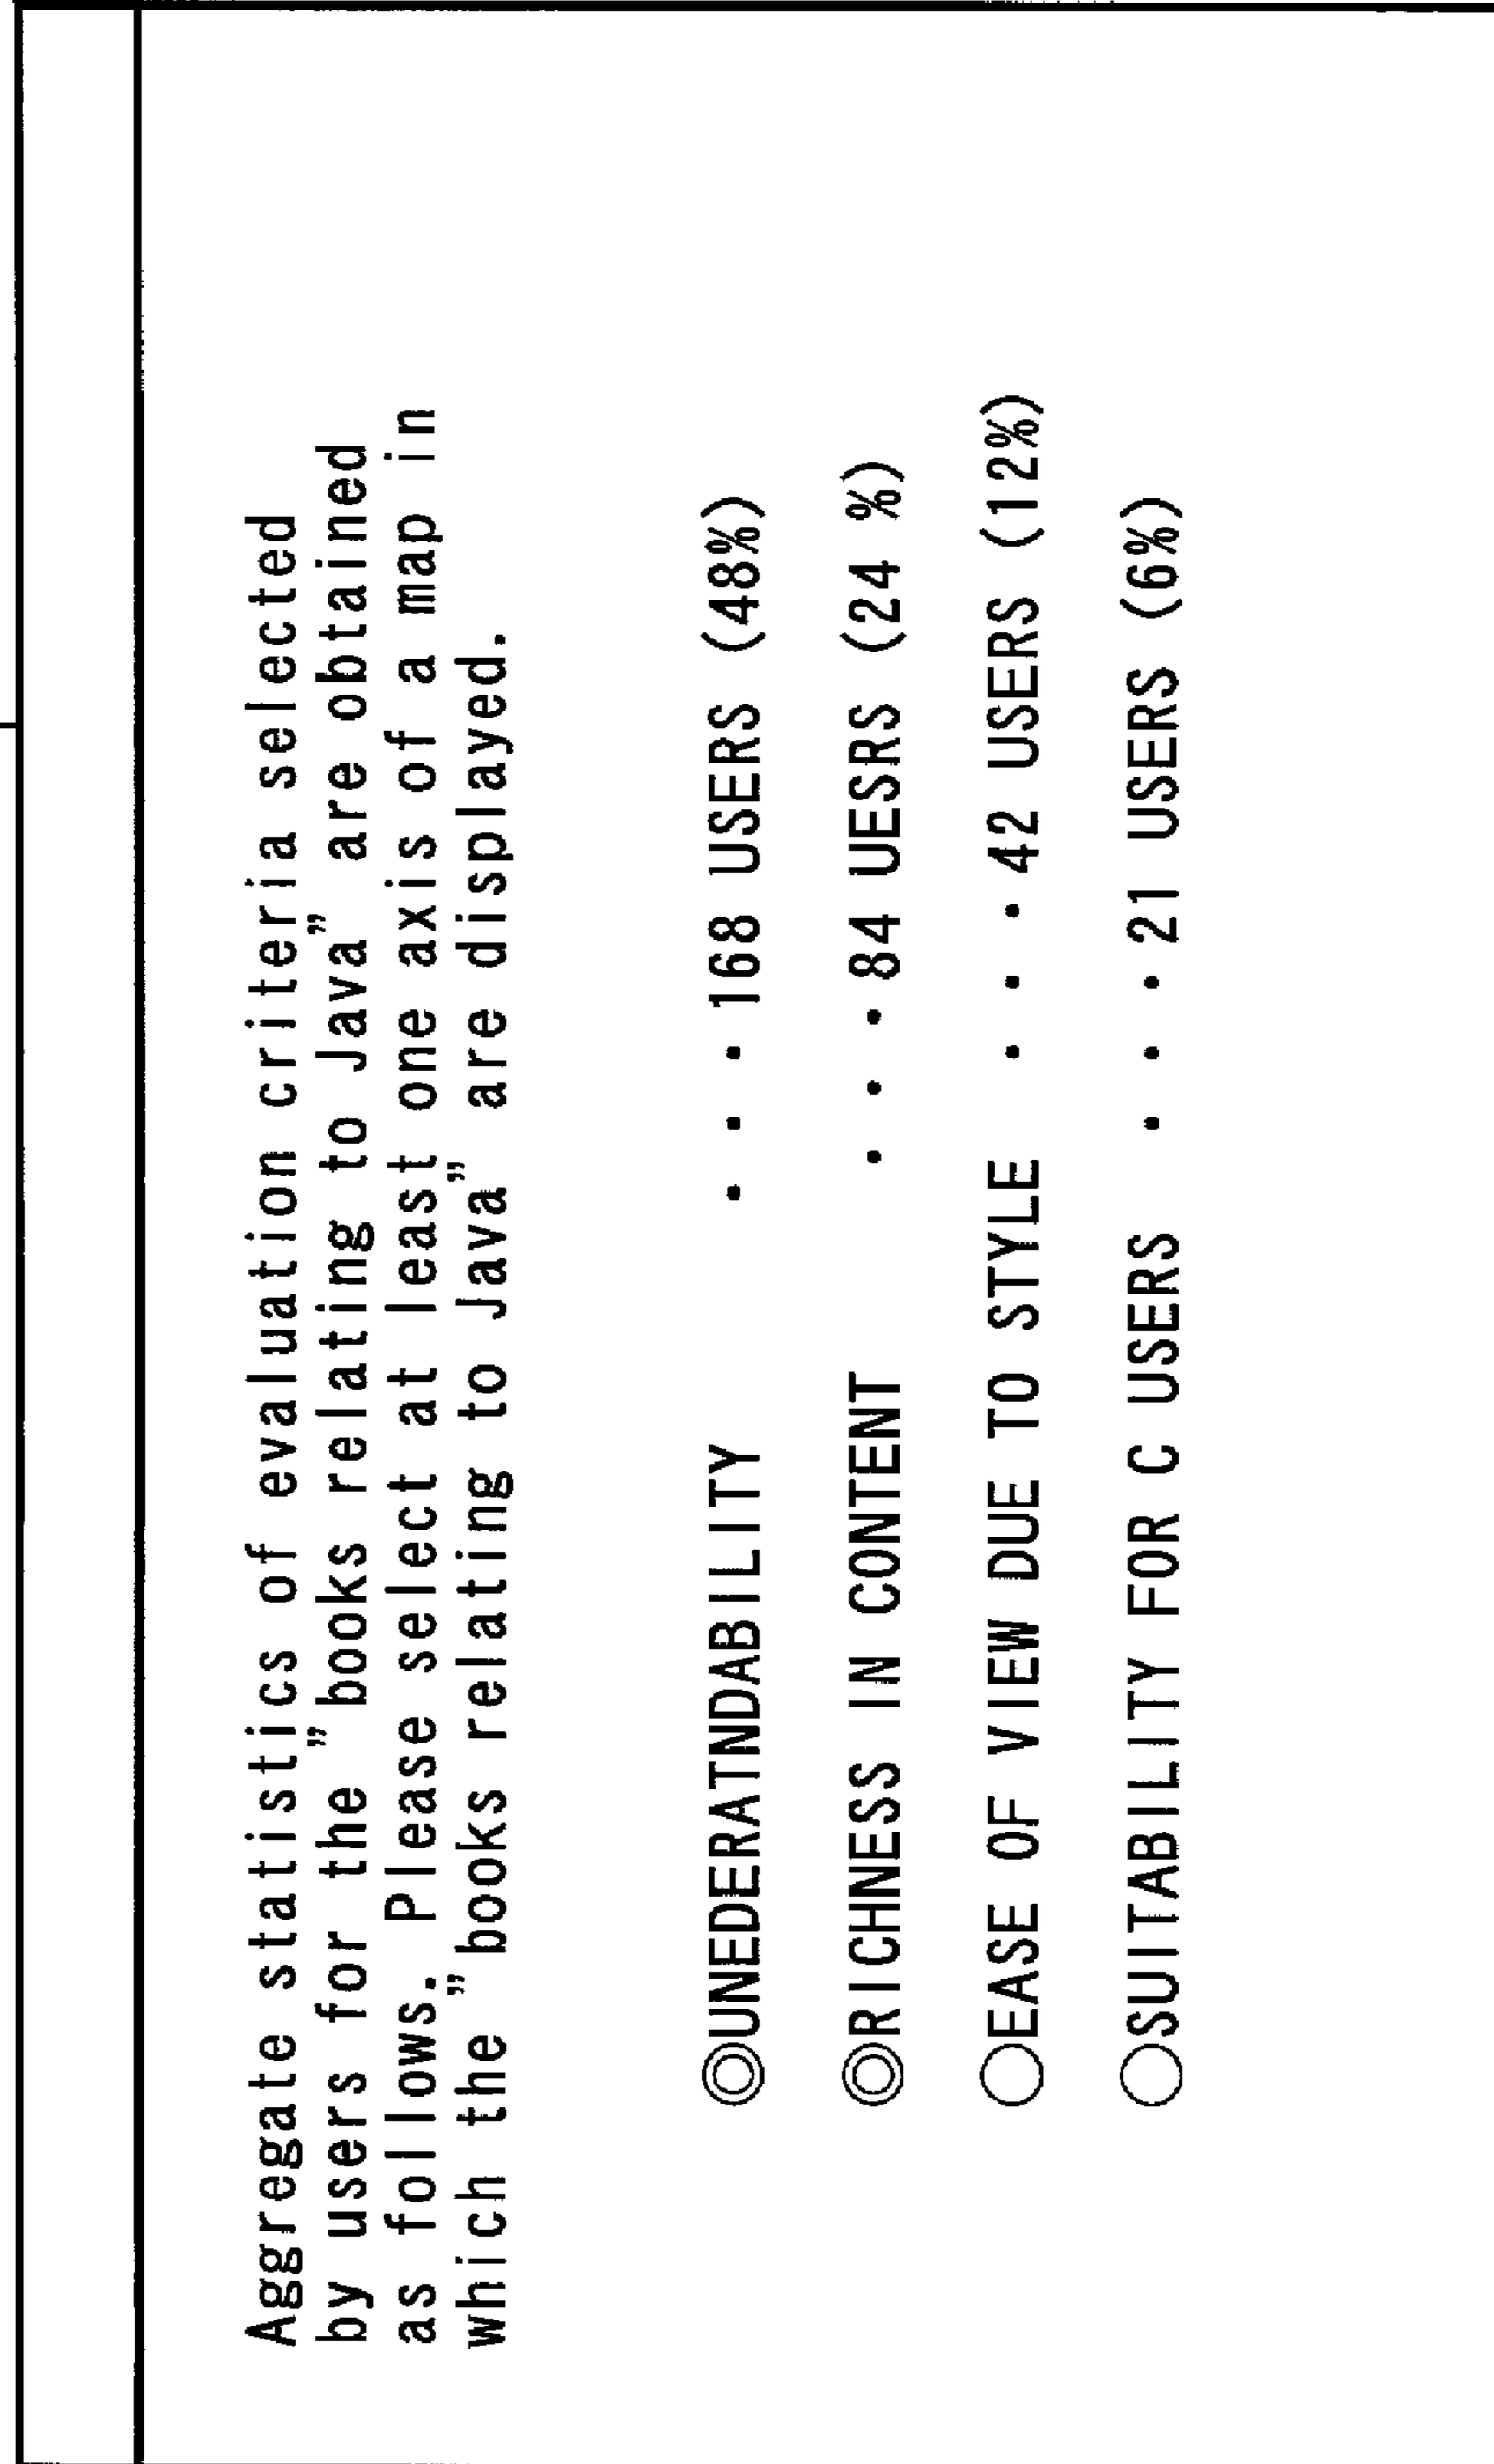 Aggregate statistics of evaluation criteria selected
by users for the "books relating to Java" are obtained
as follows. Please select at least one axis of a map in
which the "books relating to Java" are displayed.
◎UNEDERATNDABILITY ・・・168 USERS (48%)
◎RICHNESS IN CONTENT ・・・84 UESRS (24 %)
○EASE OF VIEW DUE TO STYLE ・・・42 USERS (12%)
○SUITABILITY FOR C USERS ・・・21 USERS (6%)